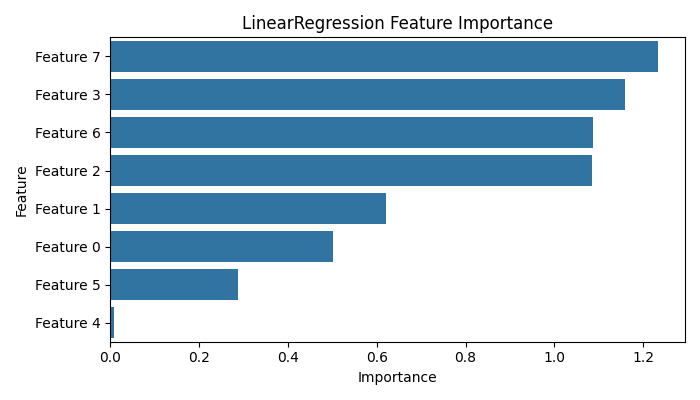 LinearRegression Feature Importance
Feature 7
Feature 3
Feature 6
Feature 2
Feature 1
Feature 0
Feature 5
Feature 4
Feature
0.0 0.2 0.4 0.6 0.8 1.0 1.2
Importance